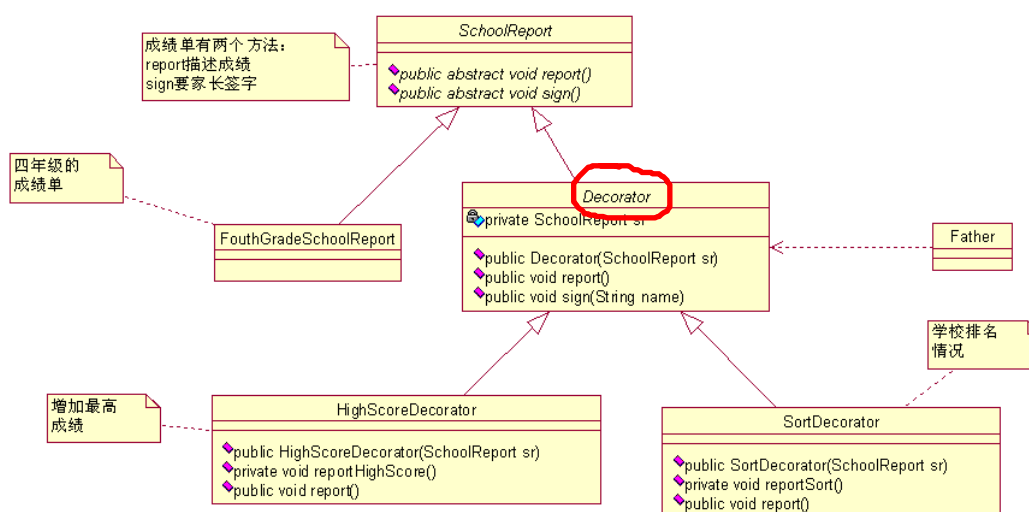 SchoolReport
成绩单有两个方法：
report描述成绩
sign要家长签字
public abstract void report()
public abstract void sign()
四年级的
成绩单
Decorator
private SchoolReport sr
FouthGradeSchoolReport
Father
public Decorator(SchoolReport sr)
public void report()
public void sign(String name)
学校排名
情况
增加最高
成绩
HighScoreDecorator
public HighScoreDecorator(SchoolReport sr)
private void reportHighScore()
public void report()
SortDecorator
public SortDecorator(SchoolReport sr)
private void reportSort()
public void report()